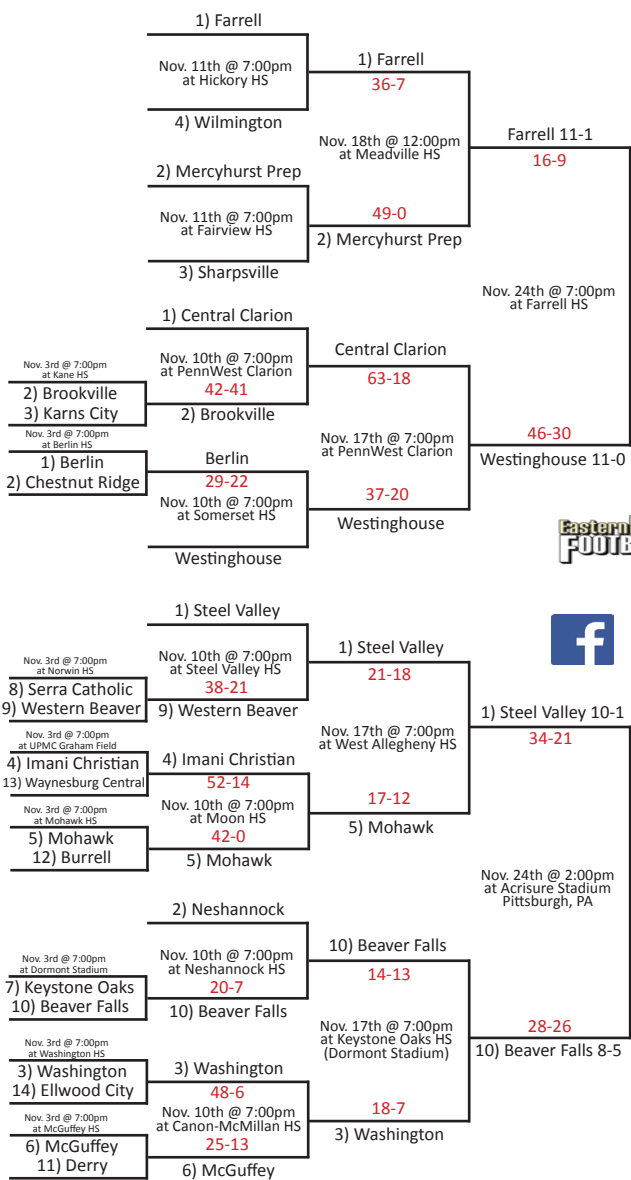 1) Farrell
Nov. 11th @ 7:00pm
at Hickory HS
4) Wilmington
1) Farrell
36-7
Nov. 18th @ 12:00pm
at Meadville HS
2) Mercyhurst Prep
Nov. 11th @ 7:00pm
at Fairview HS
3) Sharpsville
49-0
2) Mercyhurst Prep
Farrell 11-1
16-9
Nov. 24th @ 7:00pm
at Farrell HS
1) Central Clarion
Nov. 10th @ 7:00pm
at PennWest Clarion
42-41
2) Brookville
Nov. 3rd @ 7:00pm
at Kane HS
2) Brookville
3) Karns City
Nov. 3rd @ 7:00pm
at Berlin HS
1) Berlin
2) Chestnut Ridge
Berlin
29-22
Nov. 10th @ 7:00pm
at Somerset HS
Westinghouse
Central Clarion
63-18
Nov. 17th @ 7:00pm
at PennWest Clarion
37-20
Westinghouse
46-30
Westinghouse 11-0
Eastern
1) Steel Valley
Nov. 10th @ 7:00pm
at Steel Valley HS
38-21
9) Western Beaver
Nov. 3rd @ 7:00pm
at Norwin HS
8) Serra Catholic
9) Western Beaver
Nov. 3rd @ 7:00pm
at UPMC Graham Field
4) Imani Christian
13) Waynesburg Central
Nov. 3rd @ 7:00pm
at Mohawk HS
5) Mohawk
12) Burrell
4) Imani Christian
52-14
Nov. 10th @ 7:00pm
at Moon HS
42-0
5) Mohawk
1) Steel Valley
21-18
Nov. 17th @ 7:00pm
at West Allegheny HS
17-12
5) Mohawk
1) Steel Valley 10-1
34-21
Nov. 24th @ 2:00pm
at Acrisure Stadium
Pittsburgh, PA
2) Neshannock
Nov. 10th @ 7:00pm
at Neshannock HS
20-7
10) Beaver Falls
Nov. 3rd @ 7:00pm
at Dormont Stadium
7) Keystone Oaks
10) Beaver Falls
Nov. 3rd @ 7:00pm
at Washington HS
3) Washington
14) Ellwood City
Nov. 3rd @ 7:00pm
at McGuffey HS
6) McGuffey
11) Derry
3) Washington
48-6
Nov. 10th @ 7:00pm
at Canon-McMillan HS
25-13
6) McGuffey
10) Beaver Falls
14-13
Nov. 17th @ 7:00pm
at Keystone Oaks HS
(Dormont Stadium)
18-7
3) Washington
28-26
10) Beaver Falls 8-5